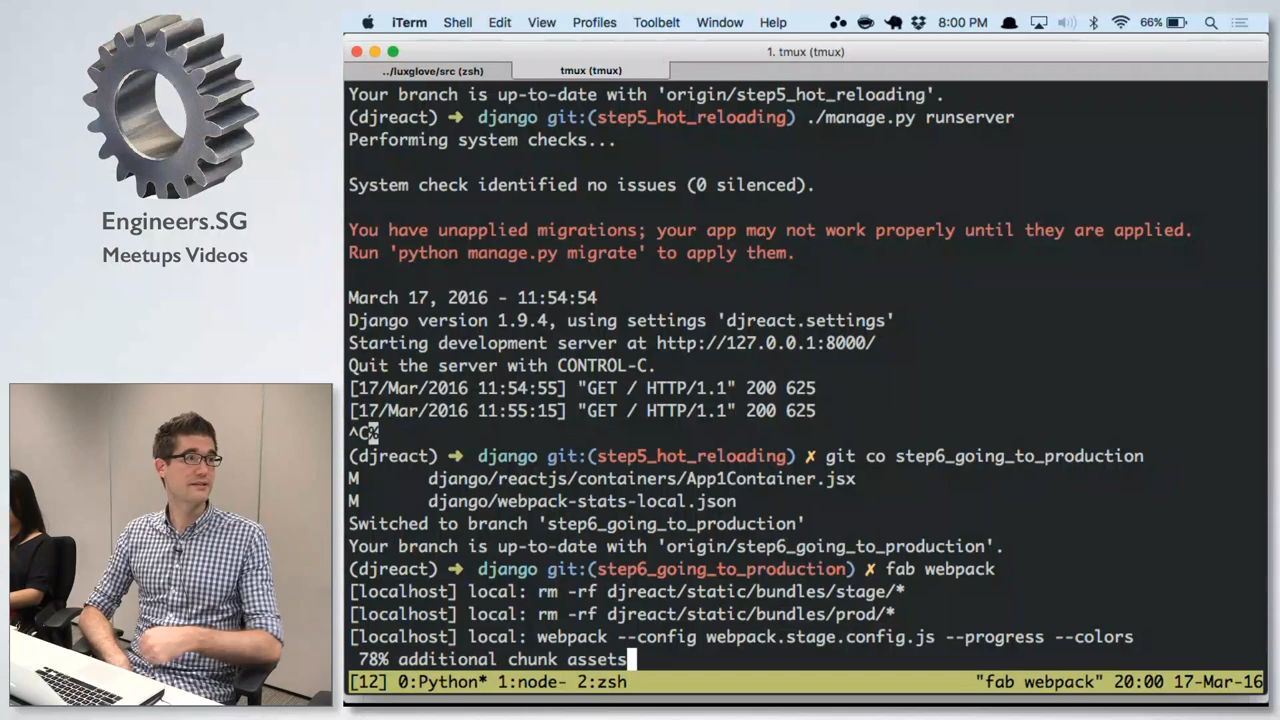 Engineers.SG
Meetups Videos
iTerm Shell Edit View Profiles Toolbelt Window Help 8:00 PM 66%
1. tmux (tmux)
../luxglove/src (zsh) tmux (tmux)
Your branch is up-to-date with 'origin/step5_hot_reloading'.
(djreact) ➜ django git:(step5_hot_reloading) ./manage.py runserver
Performing system checks...
System check identified no issues (0 silenced).
You have unapplied migrations; your app may not work properly until they are applied.
Run 'python manage.py migrate' to apply them.
March 17, 2016 - 11:54:54
Django version 1.9.4, using settings 'djreact.settings'
Starting development server at http://127.0.0.1:8000/
Quit the server with CONTROL-C.
[17/Mar/2016 11:54:55] "GET / HTTP/1.1" 200 625
[17/Mar/2016 11:55:15] "GET / HTTP/1.1" 200 625
^C%
(djreact) ➜ django git:(step5_hot_reloading) ✗ git co step6_going_to_production
M django/reactjs/containers/App1Container.jsx
M django/webpack-stats-local.json
Switched to branch 'step6_going_to_production'
Your branch is up-to-date with 'origin/step6_going_to_production'.
(djreact) ➜ django git:(step6_going_to_production) ✗ fab webpack
[localhost] local: rm -rf djreact/static/bundles/stage/*
[localhost] local: rm -rf djreact/static/bundles/prod/*
[localhost] local: webpack --config webpack.stage.config.js --progress --colors
78% additional chunk assets
[12] 0:Python* 1:node- 2:zsh "fab webpack" 20:00 17-Mar-16